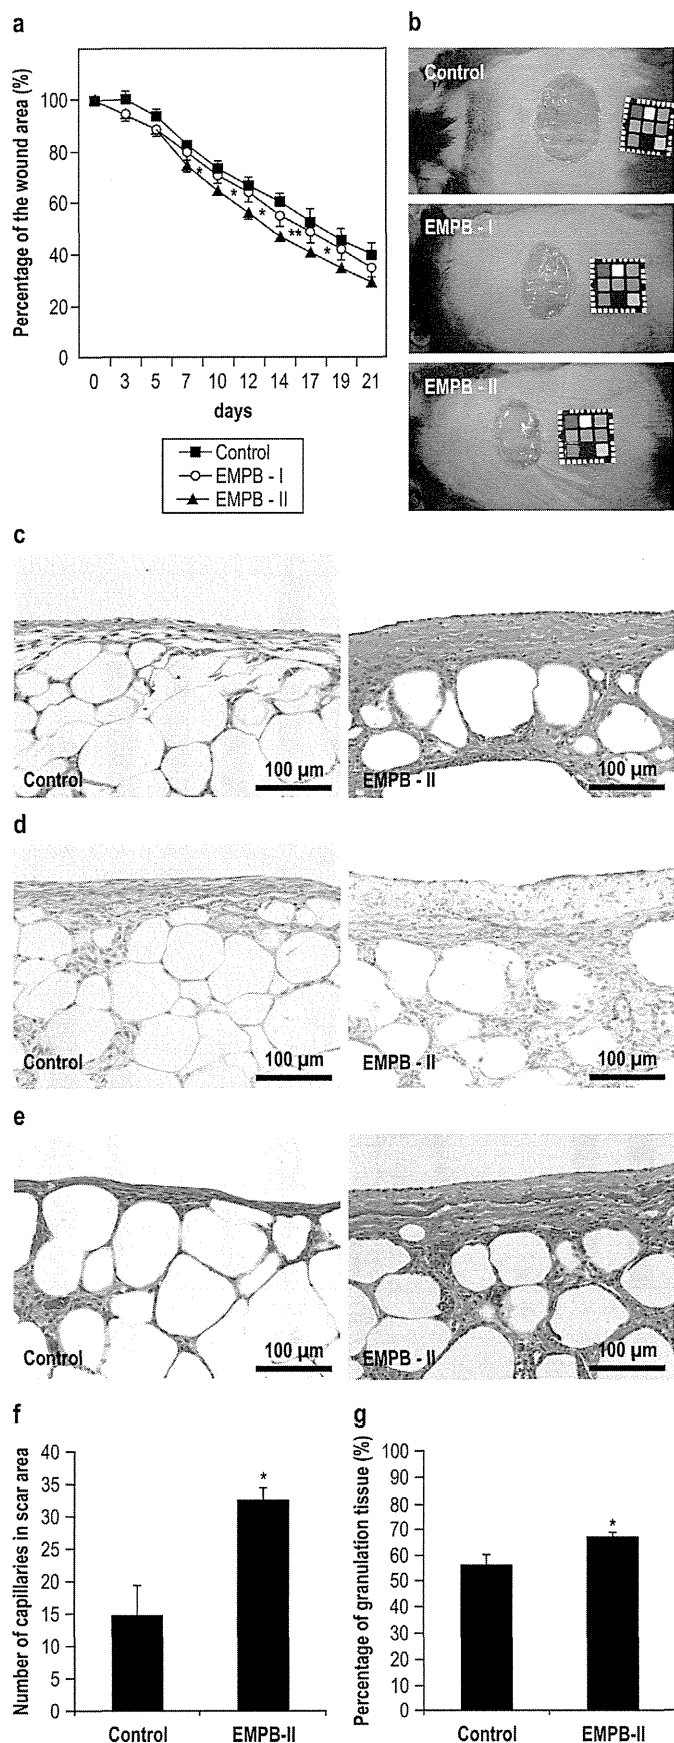 a
Percentage of the wound area (%)
100
80
60
40
20
0
*
*
*
**
*
0 3 5 7 10 12 14 17 19 21
days
Control
EMPB - I
EMPB - II
b
Control
EMPB - I
EMPB - II
c
Control
100 µm
EMPB - II
100 µm
d
Control
100 µm
EMPB - II
100 µm
e
Control
100 µm
EMPB - II
100 µm
f
Number of capillaries in scar area
40
35
30
25
20
15
10
5
0
*
Control
EMPB-II
g
Percentage of granulation tissue (%)
100
90
80
70
60
50
40
30
20
10
0
*
Control
EMPB-II